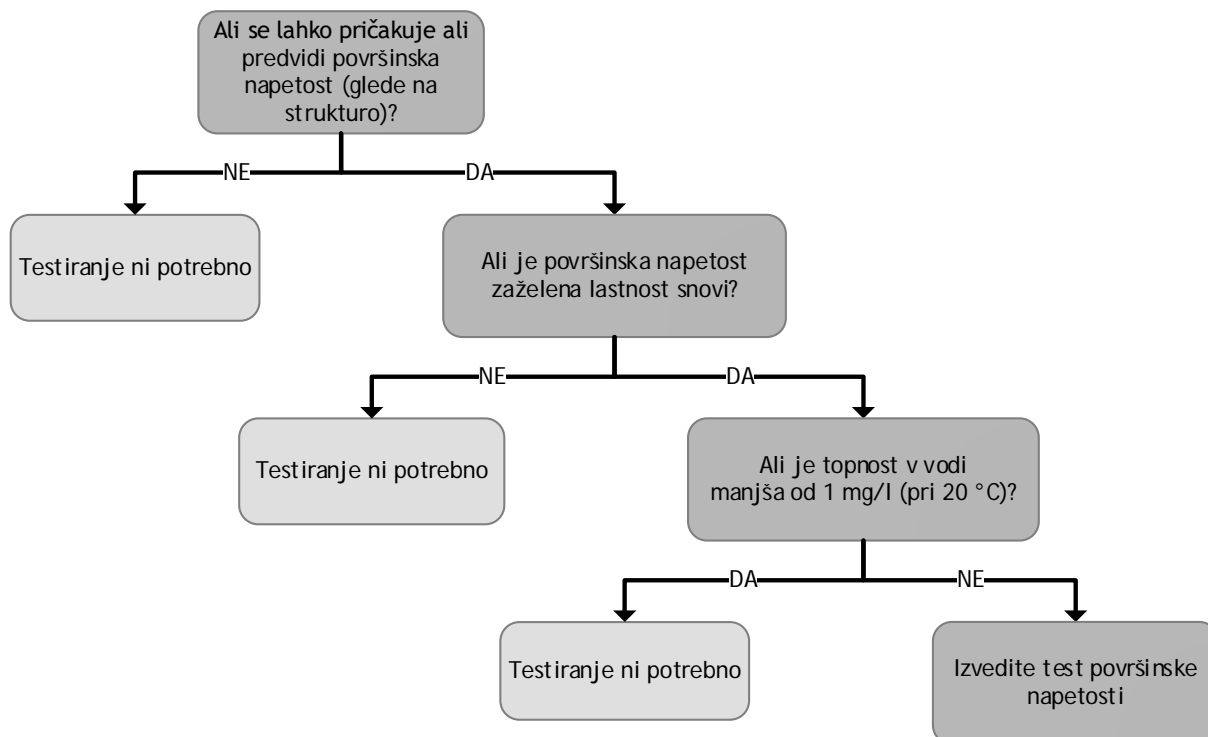 Ali se lahko pričakuje ali
predvidi površinska
napetost (glede na
strukturo)?
NE
DA
Testiranje ni potrebno
Ali je površinska napetost
zaželena lastnost snovi?
NE
DA
Testiranje ni potrebno
Ali je topnost v vodi
manjša od 1 mg/l (pri 20 °C)?
DA
NE
Testiranje ni potrebno
Izvedite test površinske
napetosti